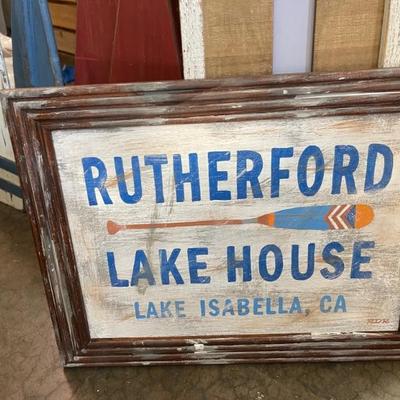 RUTHERFORD
LAKE HOUSE
LAKE ISABELLA, CA